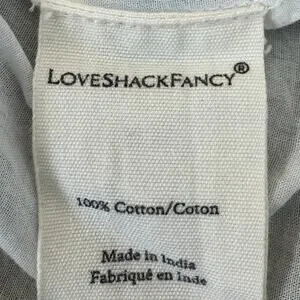 LOVESHACKFANCY®
100% Cotton/Coton
Made in India
Fabriqué en Inde